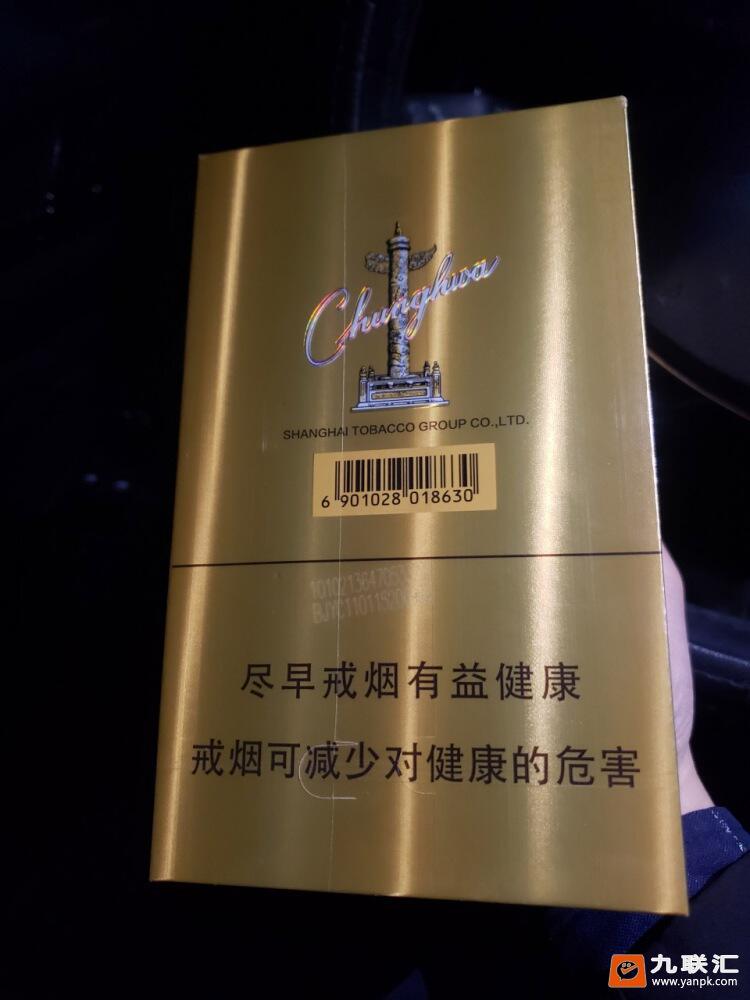 Chunghwa
SHANGHAI TOBACCO GROUP CO.,LTD.
6 901028 018630
尽早戒烟有益健康
戒烟可减少对健康的危害
九联汇
www.yanpk.com